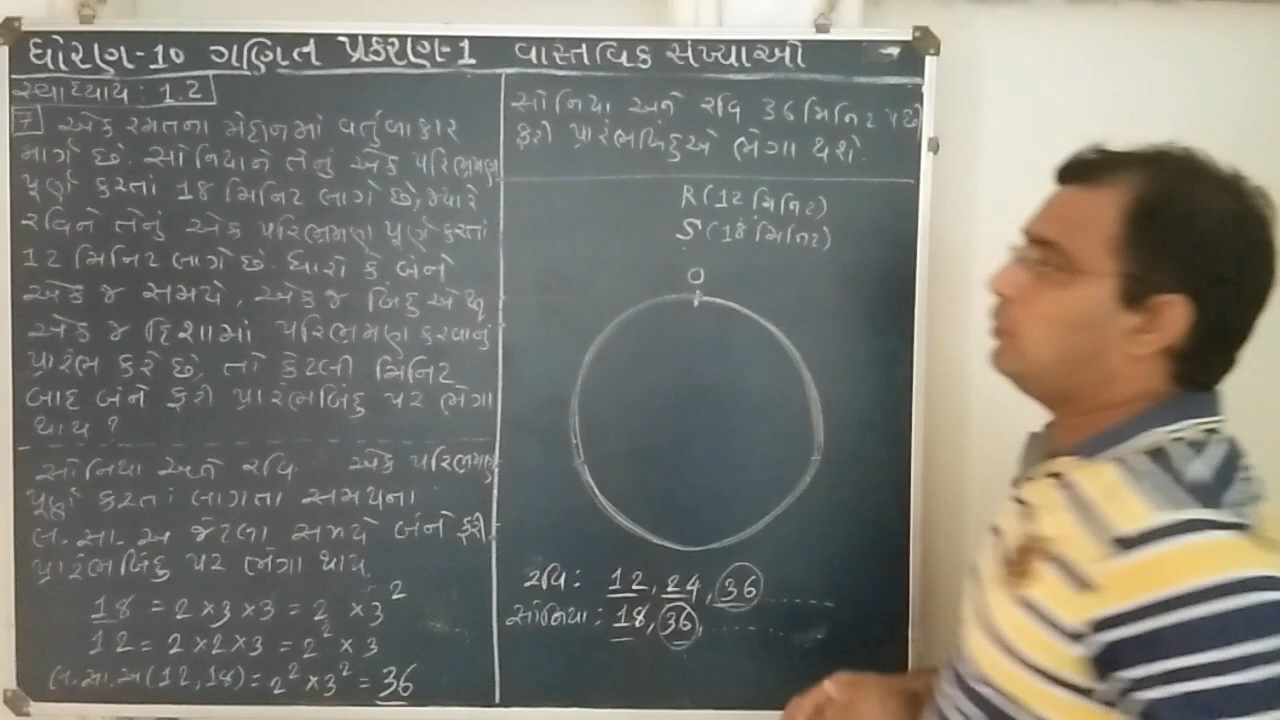 ધોરણ-10 ગણિત પ્રકરણ-1 વાસ્તવિક સંખ્યાઓ
સ્વાધ્યાય: 1.2
7 એક રમતના મેદાનમાં વર્તુળાકાર
માર્ગ છે. સોનિયાને તેનું એક પરિભ્રમણ
પૂર્ણ કરતાં 18 મિનિટ લાગે છે, જ્યારે
રવિને તેનું એક પરિભ્રમણ પૂર્ણ કરતાં
12 મિનિટ લાગે છે. ધારો કે બંને
એક જ સમયે, એક જ બિંદુએથી
એક જ દિશામાં પરિભ્રમણ કરવાનું
પ્રારંભ કરે છે, તો કેટલી મિનિટ
બાદ બંને ફરી પ્રારંભબિંદુ પર ભેગા
થાય ?
સોનિયા અને રવિ એક પરિભ્રમણ
પૂર્ણ કરતાં લાગતા સમયના
લ.સા.અ જેટલા સમયે બંને ફરી
પ્રારંભબિંદુ પર ભેગા થાય.
18 = 2 × 3 × 3 = 2 × 3²
12 = 2 × 2 × 3 = 2² × 3
લ.સા.અ (12, 18) = 2² × 3² = 36
સોનિયા અને રવિ 36 મિનિટ પછી
ફરી પ્રારંભબિંદુએ ભેગા થશે.
R (12 મિનિટ)
S (18 મિનિટ)
O
રવિ: 12, 24, 36 ........
સોનિયા: 18, 36, ........